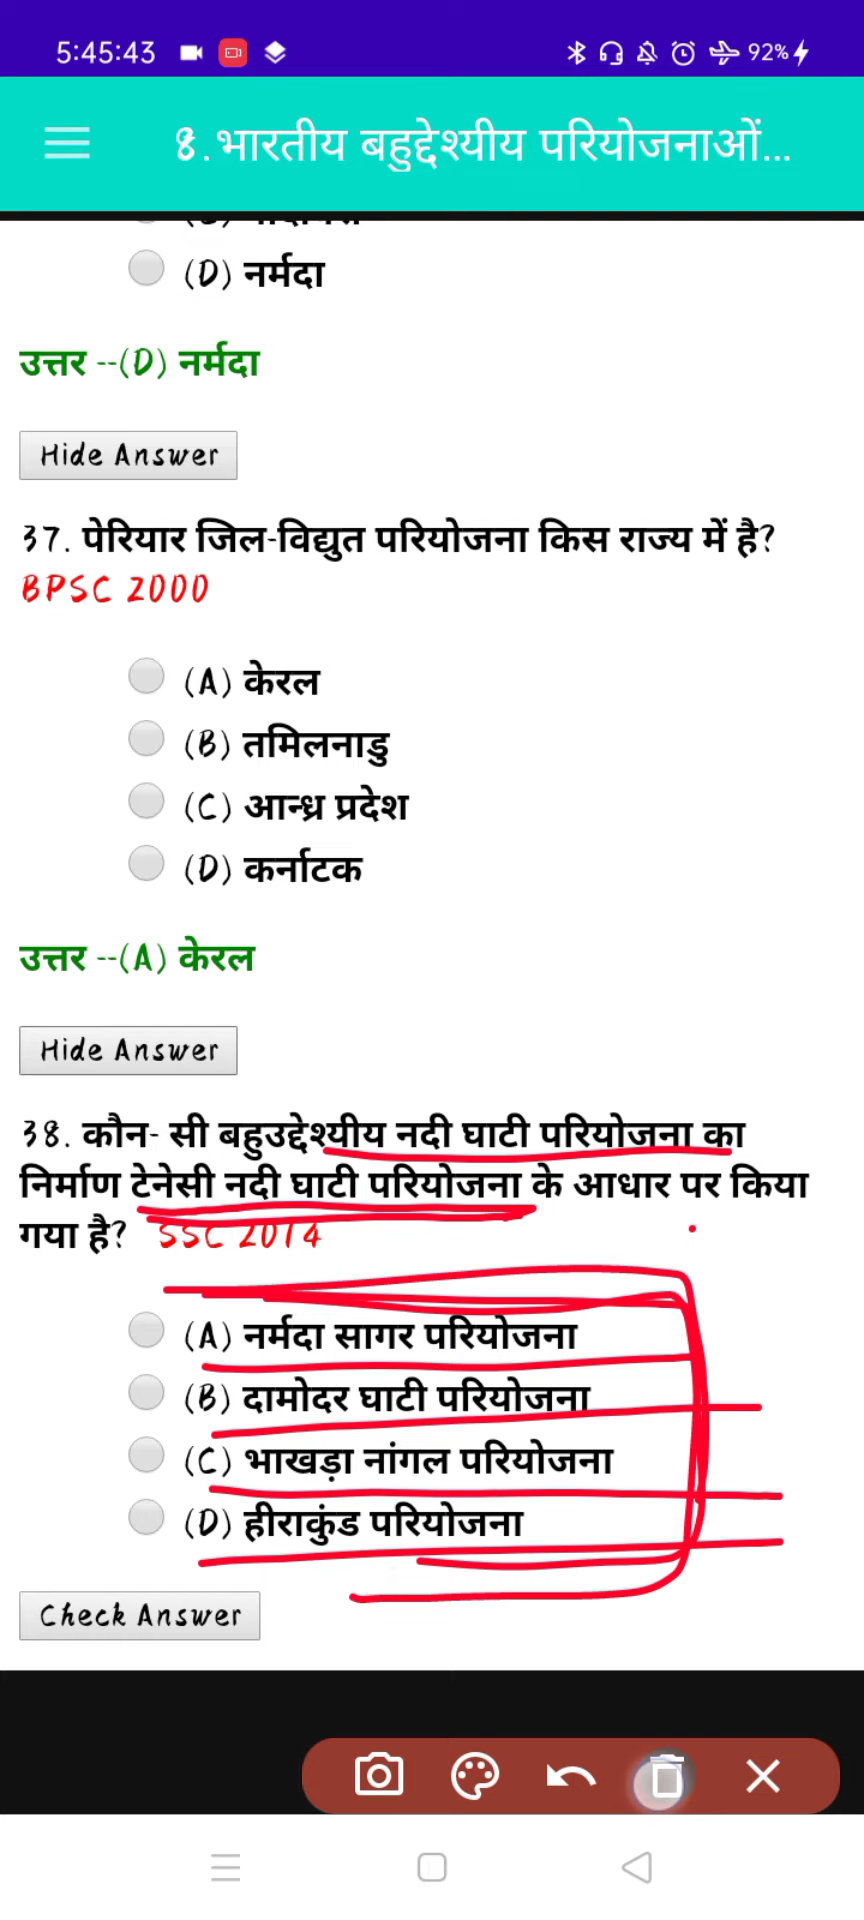 5:45:43
92%
8.भारतीय बहुद्देश्यीय परियोजनाओं...
(D) नर्मदा
उत्तर --(D) नर्मदा
Hide Answer
37. पेरियार जिल-विद्युत परियोजना किस राज्य में है?
BPSC 2000
(A) केरल
(B) तमिलनाडु
(C) आन्ध्र प्रदेश
(D) कर्नाटक
उत्तर --(A) केरल
Hide Answer
38. कौन- सी बहुउद्देश्यीय नदी घाटी परियोजना का
निर्माण टेनेसी नदी घाटी परियोजना के आधार पर किया
गया है? SSC 2014
(A) नर्मदा सागर परियोजना
(B) दामोदर घाटी परियोजना
(C) भाखड़ा नांगल परियोजना
(D) हीराकुंड परियोजना
Check Answer